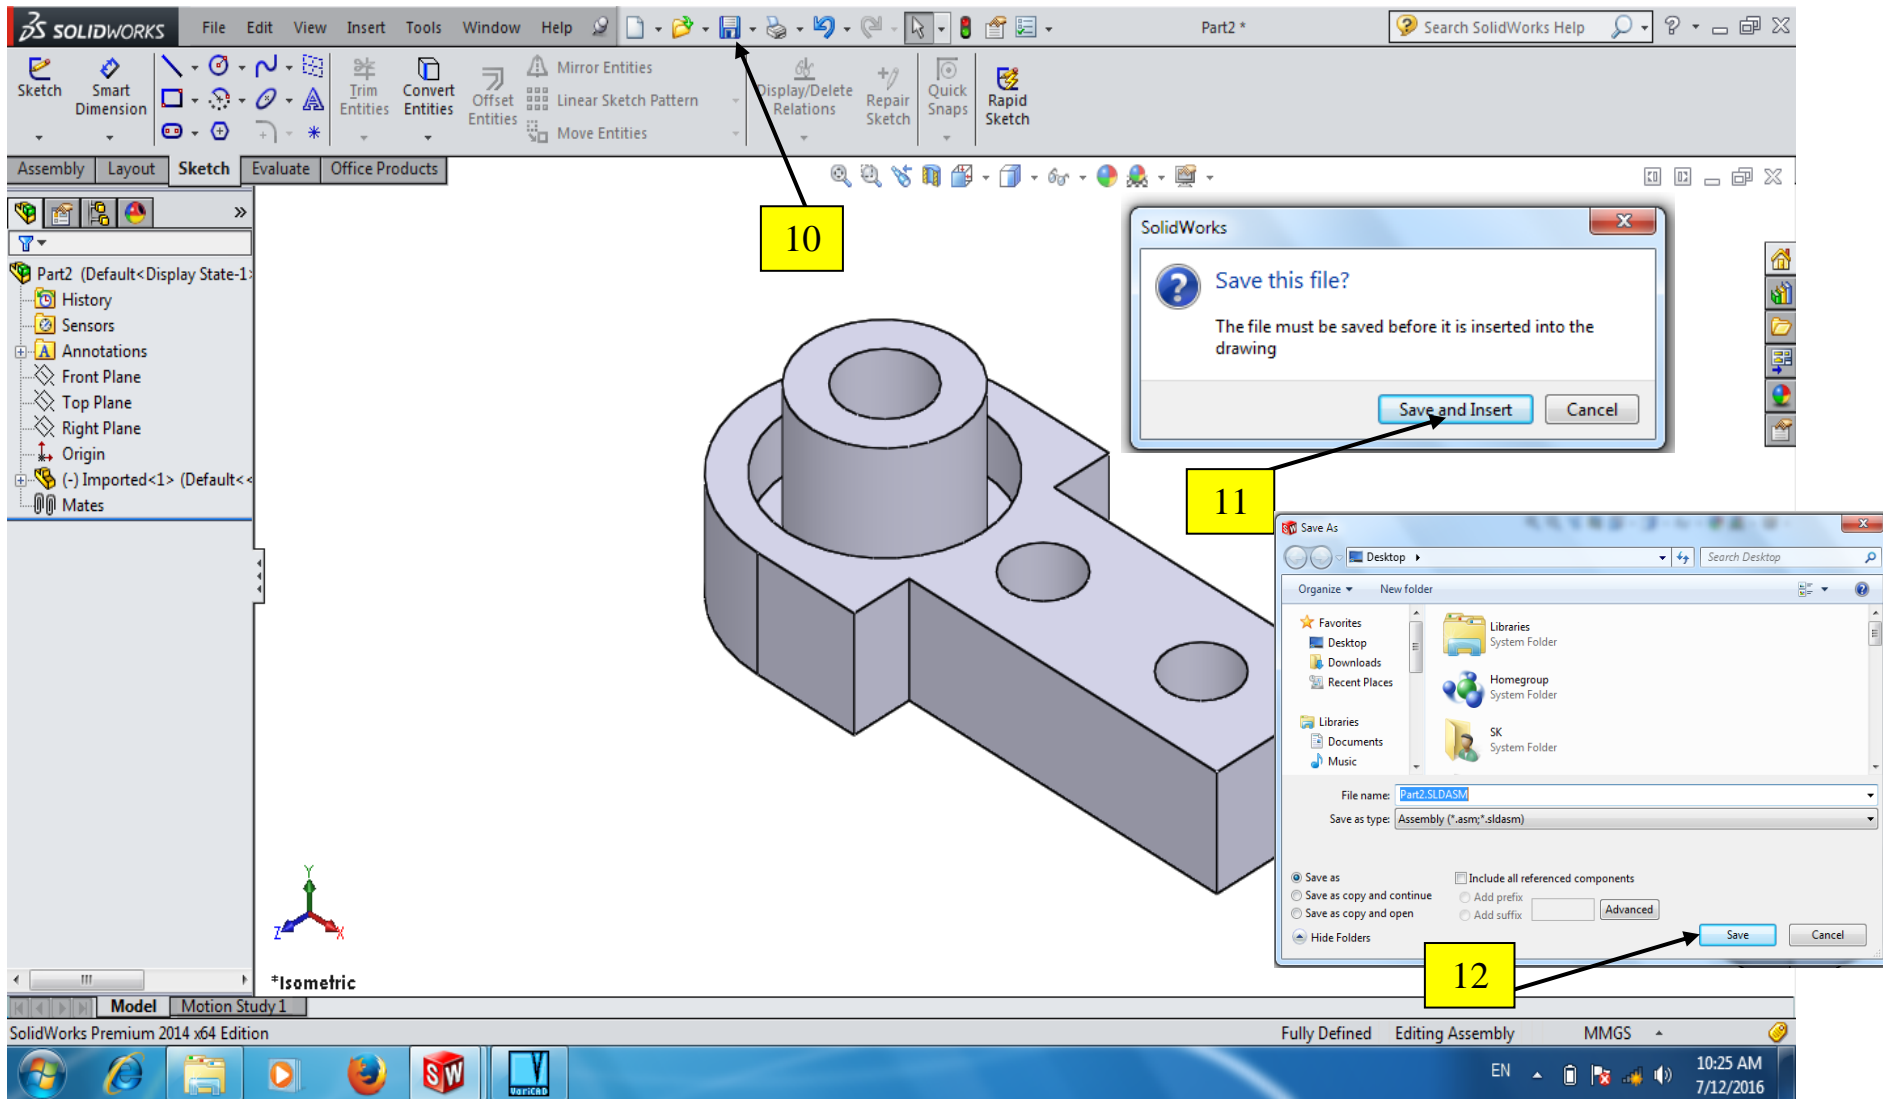 SOLIDWORKS File Edit View Insert Tools Window Help Part2 * Search SolidWorks Help ?
Sketch
Smart
Dimension
Trim
Entities
Convert
Entities
Offset
Entities
Mirror Entities
Linear Sketch Pattern
Move Entities
Display/Delete
Relations
Repair
Sketch
Quick
Snaps
Rapid
Sketch
Assembly Layout Sketch Evaluate Office Products
10
»
Part2 (Default<Display State-1>
History
Sensors
A Annotations
Front Plane
Top Plane
Right Plane
Origin
(-) Imported<1> (Default<<
Mates
SolidWorks
Save this file?
The file must be saved before it is inserted into the
drawing
Save and Insert Cancel
11
Save As
Desktop
Search Desktop
Organize New folder
Favorites
Desktop
Downloads
Recent Places
Libraries
Documents
Music
Libraries
System Folder
Homegroup
System Folder
SK
System Folder
File name: Part2.SLDASM
Save as type: Assembly (*.asm;*.sldasm)
Save as
Save as copy and continue
Save as copy and open
Include all referenced components
Add prefix
Add suffix
Advanced
Hide Folders
Save Cancel
12
Y
Z X
*Isometric
Model Motion Study 1
SolidWorks Premium 2014 x64 Edition
Fully Defined Editing Assembly MMGS
SW
V
VariCAD
EN
10:25 AM
7/12/2016